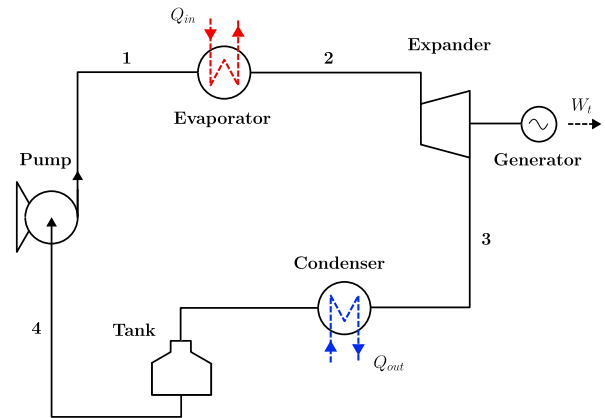 Q_in
Expander
1
2
W_t
Evaporator
Pump
Generator
3
Condenser
4
Tank
Q_out